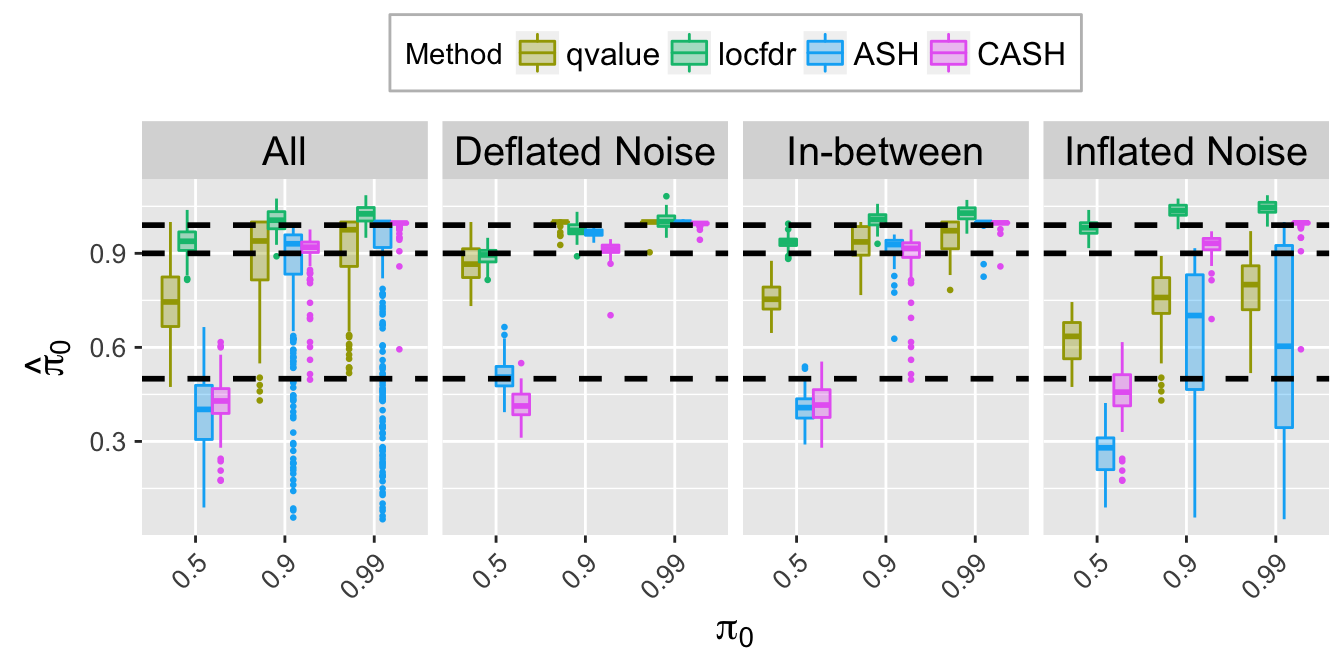 Method qvalue locfdr ASH CASH
All Deflated Noise In-between Inflated Noise
0.9
0.6
0.3
π̂0
0.5 0.9 0.99 0.5 0.9 0.99 0.5 0.9 0.99 0.5 0.9 0.99
π0